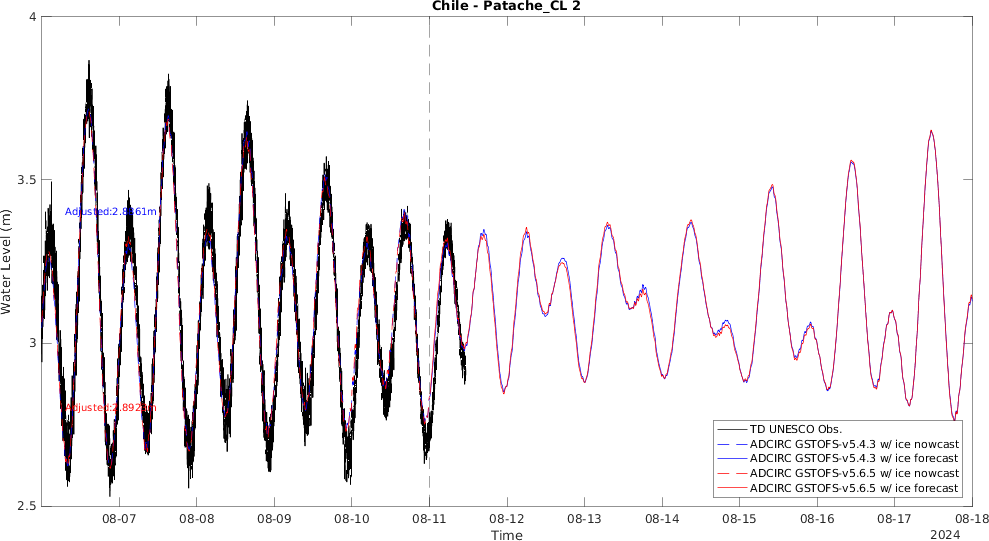 Chile - Patache_CL 2
4
3.5
3
2.5
Water Level (m)
Adjusted:2.8361m
08-07
08-08
08-09
08-10
08-11
08-12
08-13
08-14
08-15
08-16
08-17
08-18
Time
2024
TD UNESCO Obs.
ADCIRC GSTOFS-v5.4.3 w/ ice nowcast
ADCIRC GSTOFS-v5.4.3 w/ ice forecast
ADCIRC GSTOFS-v5.6.5 w/ ice nowcast
ADCIRC GSTOFS-v5.6.5 w/ ice forecast